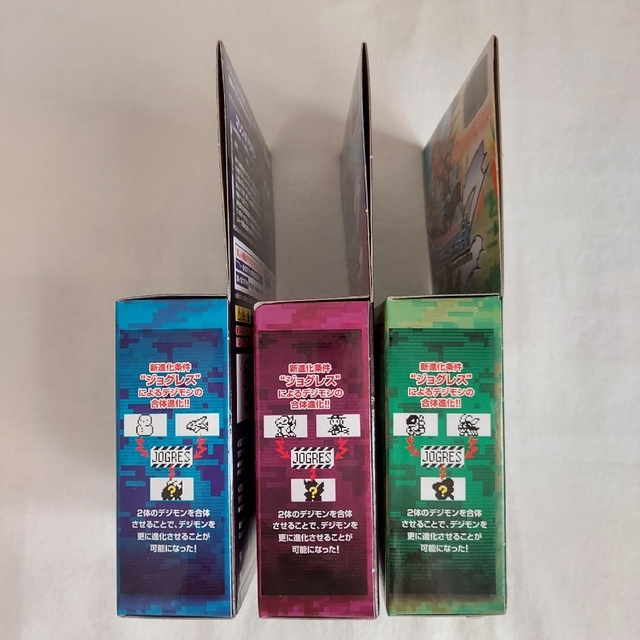 新進化条件
"ジョグレス"
によるデジモンの
合体進化!!
JOGRES
?
2体のデジモンを合体
させることで、デジモンを
更に進化させることが
可能になった!
新進化条件
"ジョグレス"
によるデジモンの
合体進化!!
JOGRES
?
2体のデジモンを合体
させることで、デジモンを
更に進化させることが
可能になった!
新進化条件
"ジョグレス"
によるデジモンの
合体進化!!
JOGRES
?
2体のデジモンを合体
させることで、デジモンを
更に進化させることが
可能になった!